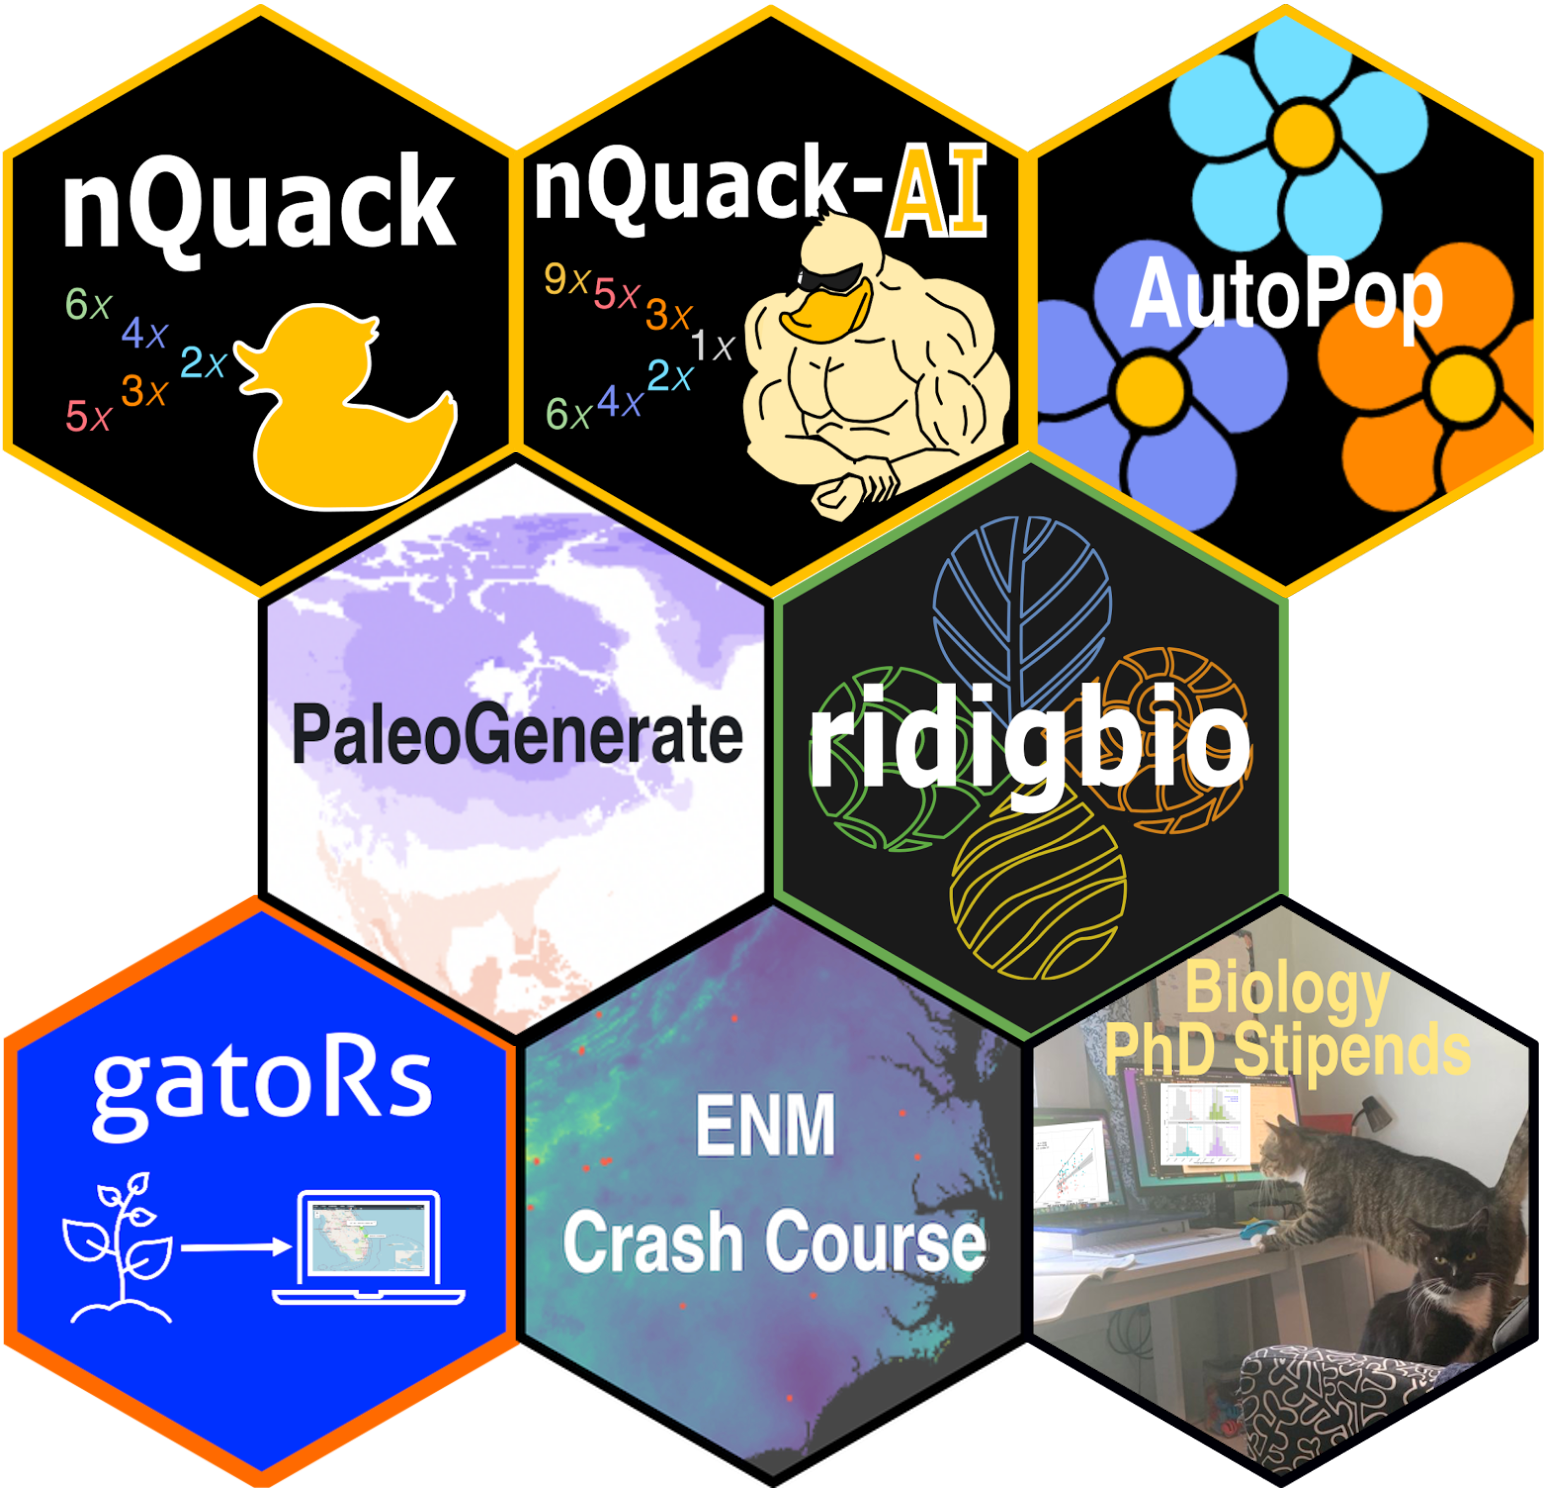 nQuack
6x
4x
2x
3x
5x
nQuack-AI
9x
5x
3x
1x
2x
4x
6x
AutoPop
PaleoGenerate
ridigbio
gatoRs
ENM
Crash Course
Biology
PhD Stipends